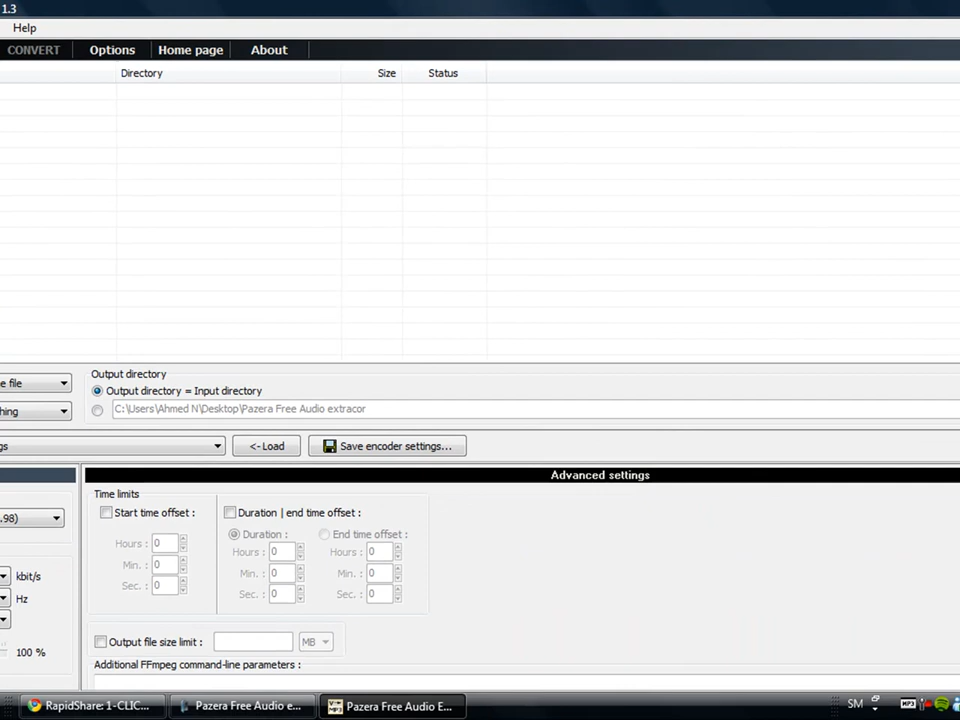 1.3
Help
CONVERT Options Home page About
Directory Size Status
Output directory
e file
Output directory = Input directory
hing
C:\Users\Ahmed N\Desktop\Pazera Free Audio extracor
gs <-Load Save encoder settings...
Advanced settings
Time limits
.98)
Start time offset :
Duration | end time offset :
Duration : End time offset :
Hours : 0 Hours : 0 Hours : 0
Min. : 0 Min. : 0 Min. : 0
Sec. : 0 Sec. : 0 Sec. : 0
kbit/s
Hz
100 %
Output file size limit : MB
Additional FFmpeg command-line parameters :
RapidShare: 1-CLIC... Pazera Free Audio e... Pazera Free Audio E... SM MP3